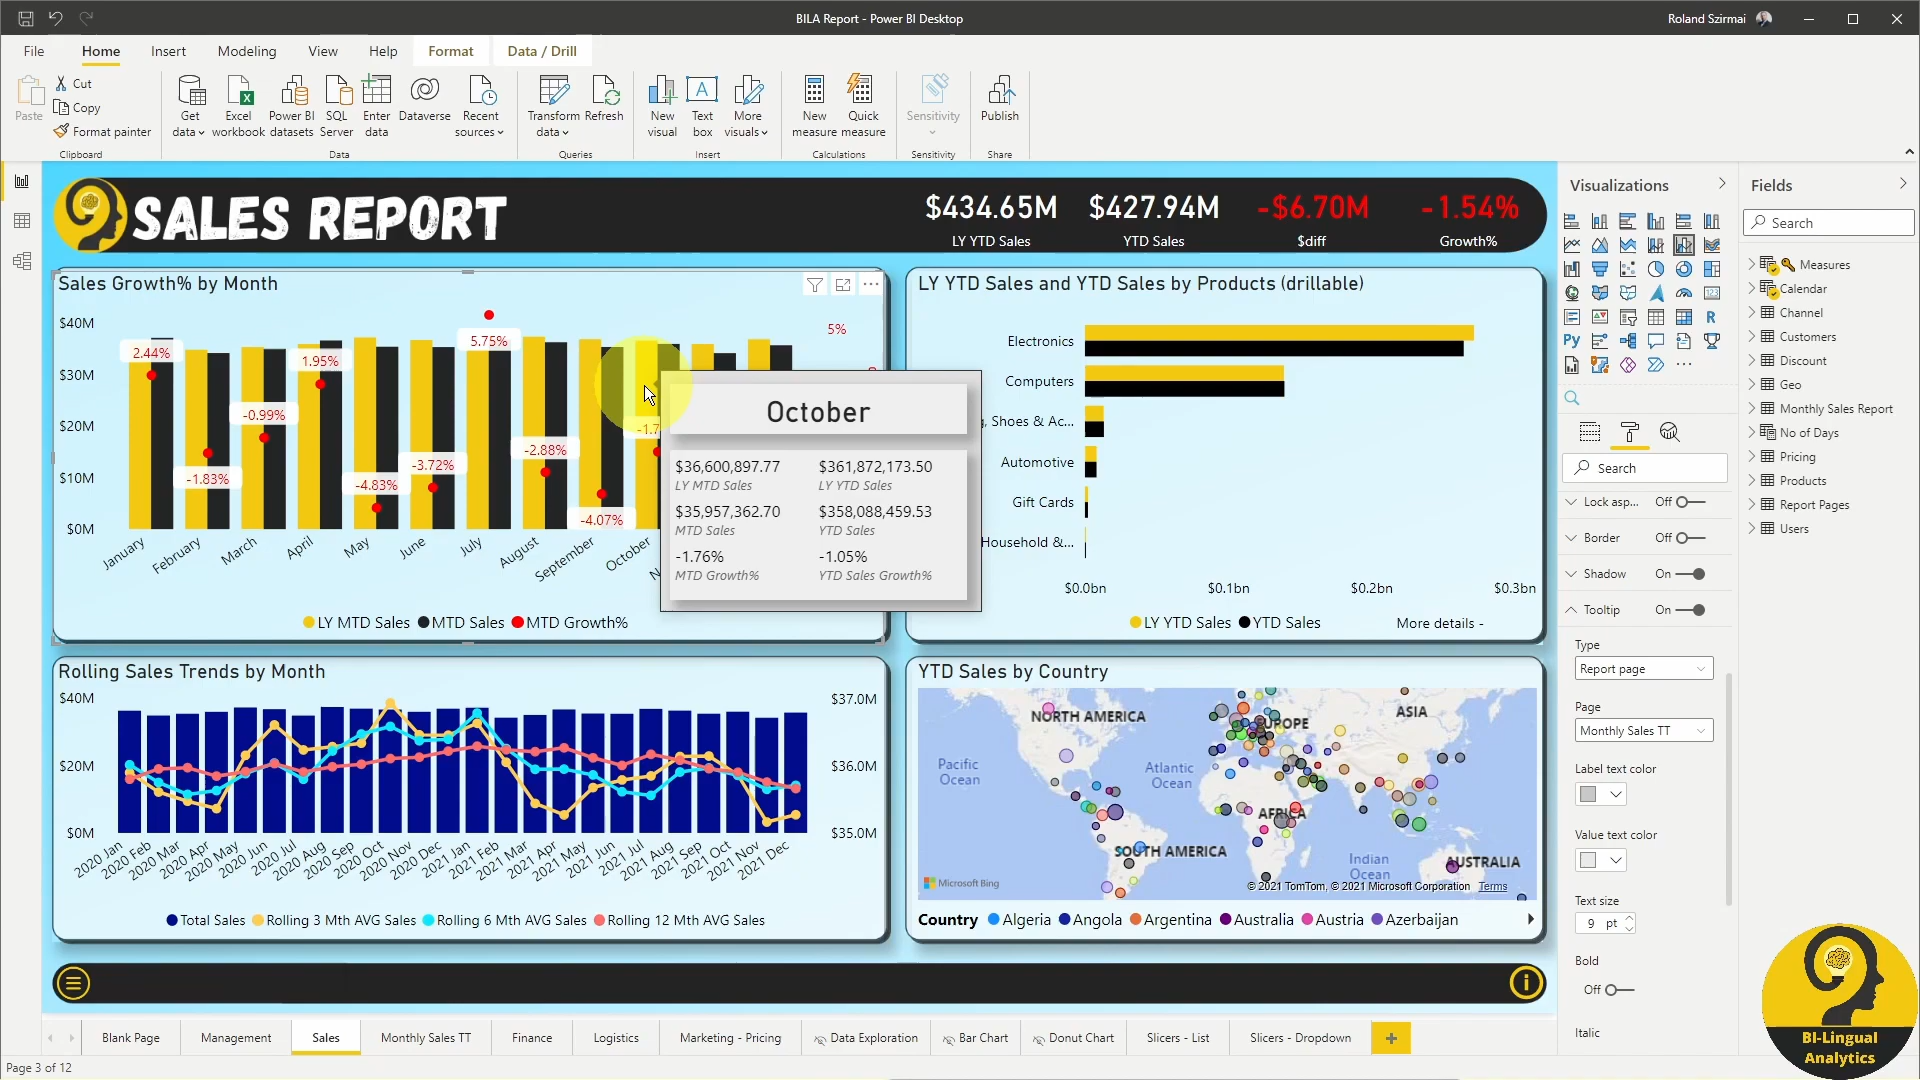 BILA Report - Power BI Desktop
Roland Szirmai
File Home Insert Modeling View Help Format Data / Drill
Paste
Cut
Copy
Format painter
Clipboard
Get data
Excel workbook
Power BI datasets
SQL Server
Enter data
Dataverse
Recent sources
Data
Transform data
Refresh
Queries
New visual
Text box
More visuals
Insert
New measure
Quick measure
Calculations
Sensitivity
Sensitivity
Publish
Share
SALES REPORT
$434.65M $427.94M -$6.70M -1.54%
LY YTD Sales YTD Sales $diff Growth%
Sales Growth% by Month
$40M
$30M
$20M
$10M
$0M
5%
2.44%
-1.83%
-0.99%
1.95%
-4.83%
-3.72%
5.75%
-2.88%
-4.07%
-1.7
January February March April May June July August September October
N
LY MTD Sales MTD Sales MTD Growth%
October
$36,600,897.77 $361,872,173.50
LY MTD Sales LY YTD Sales
$35,957,362.70 $358,088,459.53
MTD Sales YTD Sales
-1.76% -1.05%
MTD Growth% YTD Sales Growth%
LY YTD Sales and YTD Sales by Products (drillable)
Electronics
Computers
, Shoes & Ac...
Automotive
Gift Cards
Household &...
$0.0bn $0.1bn $0.2bn $0.3bn
LY YTD Sales YTD Sales More details -
Rolling Sales Trends by Month
$40M
$20M
$0M
$37.0M
$36.0M
$35.0M
2020 Jan 2020 Feb 2020 Mar 2020 Apr 2020 May 2020 Jun 2020 Jul 2020 Aug 2020 Sep 2020 Oct 2020 Nov 2020 Dec 2021 Jan 2021 Feb 2021 Mar 2021 Apr 2021 May 2021 Jun 2021 Jul 2021 Aug 2021 Sep 2021 Oct 2021 Nov 2021 Dec
Total Sales Rolling 3 Mth AVG Sales Rolling 6 Mth AVG Sales Rolling 12 Mth AVG Sales
YTD Sales by Country
NORTH AMERICA
EUROPE
ASIA
Pacific
Ocean
Atlantic
Ocean
AFRICA
SOUTH AMERICA
Indian
Ocean
AUSTRALIA
Microsoft Bing
© 2021 TomTom, © 2021 Microsoft Corporation Terms
Country Algeria Angola Argentina Australia Austria Azerbaijan
Visualizations
R
Py
Search
Lock asp... Off
Border Off
Shadow On
Tooltip On
Type
Report page
Page
Monthly Sales TT
Label text color
Value text color
Text size
9 pt
Bold
Off
Italic
Fields
Search
Measures
Calendar
Channel
Customers
Discount
Geo
Monthly Sales Report
No of Days
Pricing
Products
Report Pages
Users
Blank Page Management Sales Monthly Sales TT Finance Logistics Marketing - Pricing Data Exploration Bar Chart Donut Chart Slicers - List Slicers - Dropdown +
Page 3 of 12
BI-Lingual
Analytics